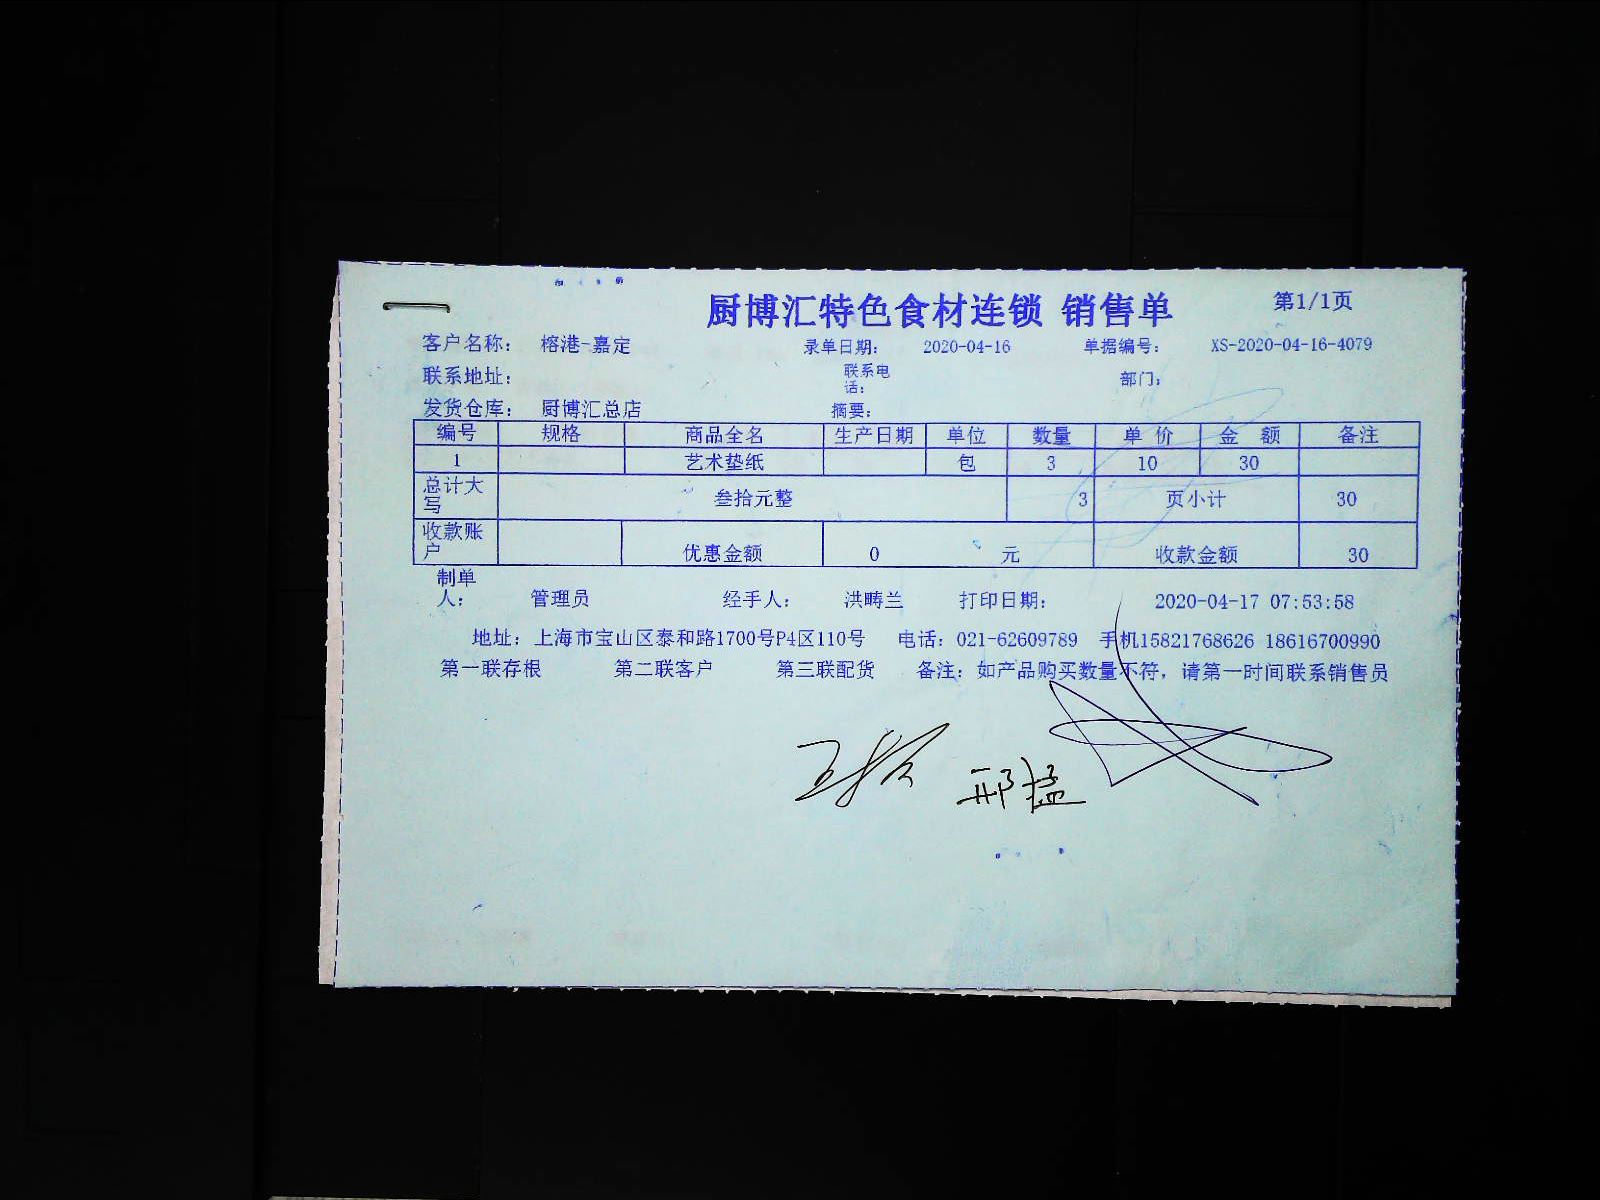 厨博汇特色食材连锁 销售单 第1/1页
客户名称： 榕港-嘉定 录单日期： 2020-04-16 单据编号： XS-2020-04-16-4079
联系地址： 联系电话： 部门：
发货仓库： 厨博汇总店 摘要：
编号 规格 商品全名 生产日期 单位 数量 单 价 金 额 备注
1 艺术垫纸 包 3 10 30
总计大写 叁拾元整 3 页小计 30
收款账户 优惠金额 0 元 收款金额 30
制单人： 管理员 经手人： 洪畴兰 打印日期： 2020-04-17 07:53:58
地址：上海市宝山区泰和路1700号P4区110号 电话：021-62609789 手机15821768626 18616700990
第一联存根 第二联客户 第三联配货 备注：如产品购买数量不符，请第一时间联系销售员
邢猛